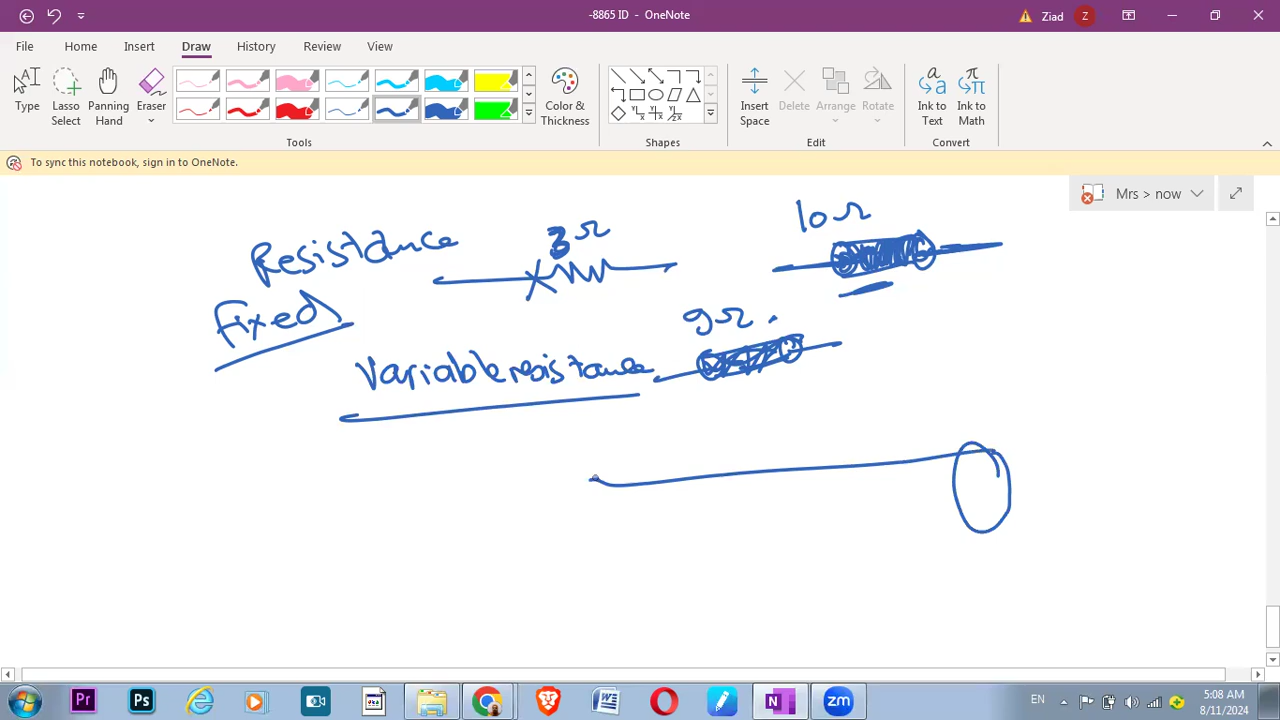 -8865 ID - OneNote
Ziad
Z
File Home Insert Draw History Review View
Type
Lasso Select
Panning Hand
Eraser
Color & Thickness
Insert Space
Delete
Arrange
Rotate
Ink to Text
Ink to Math
Tools
Shapes
Edit
Convert
To sync this notebook, sign in to OneNote.
Mrs > now
Resistance
3Ω
10Ω
fixed
9Ω
Variable resistance
Pr
Ps
W
N
zm
EN
5:08 AM
8/11/2024